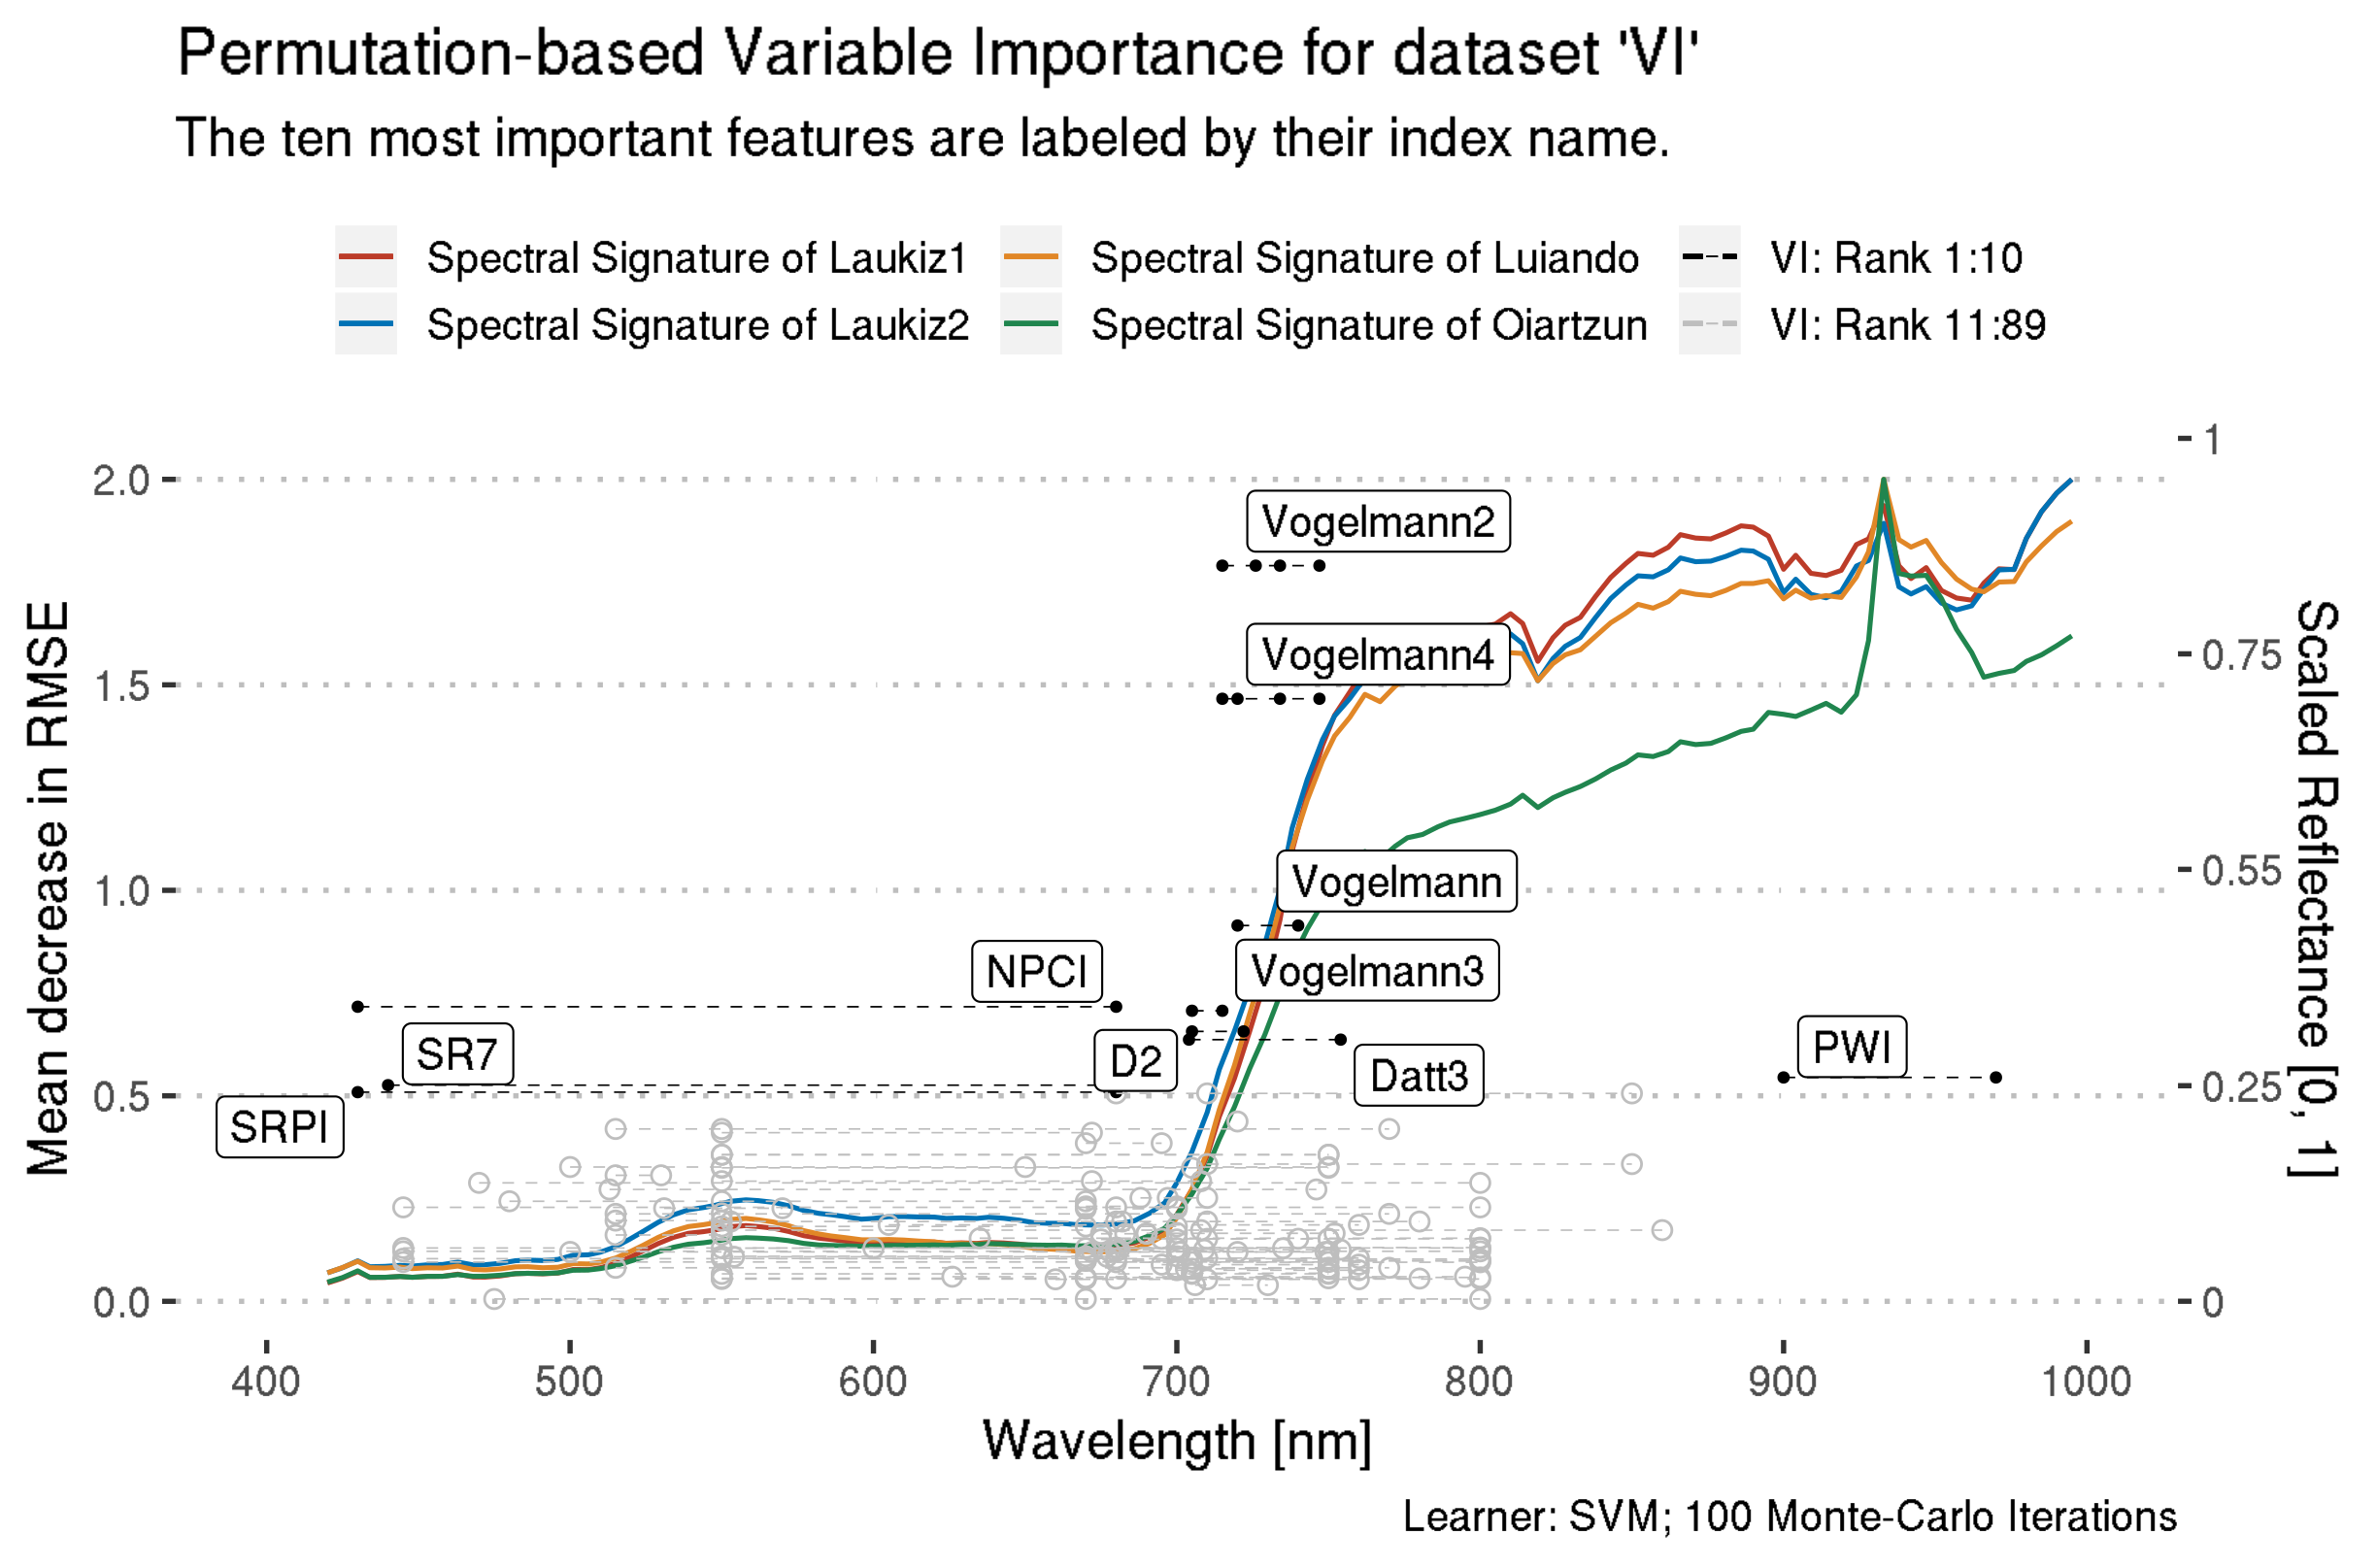 Permutation-based Variable Importance for dataset 'VI'
The ten most important features are labeled by their index name.
Spectral Signature of Laukiz1 Spectral Signature of Luiando VI: Rank 1:10
Spectral Signature of Laukiz2 Spectral Signature of Oiartzun VI: Rank 11:89
Mean decrease in RMSE
2.0
1.5
1.0
0.5
0.0
Vogelmann2
Vogelmann4
Vogelmann
NPCI
Vogelmann3
SR7
D2
Datt3
PWI
SRPI
1
0.75
0.55
0.25
0
Scaled Reflectance [0, 1]
400 500 600 700 800 900 1000
Wavelength [nm]
Learner: SVM; 100 Monte-Carlo Iterations